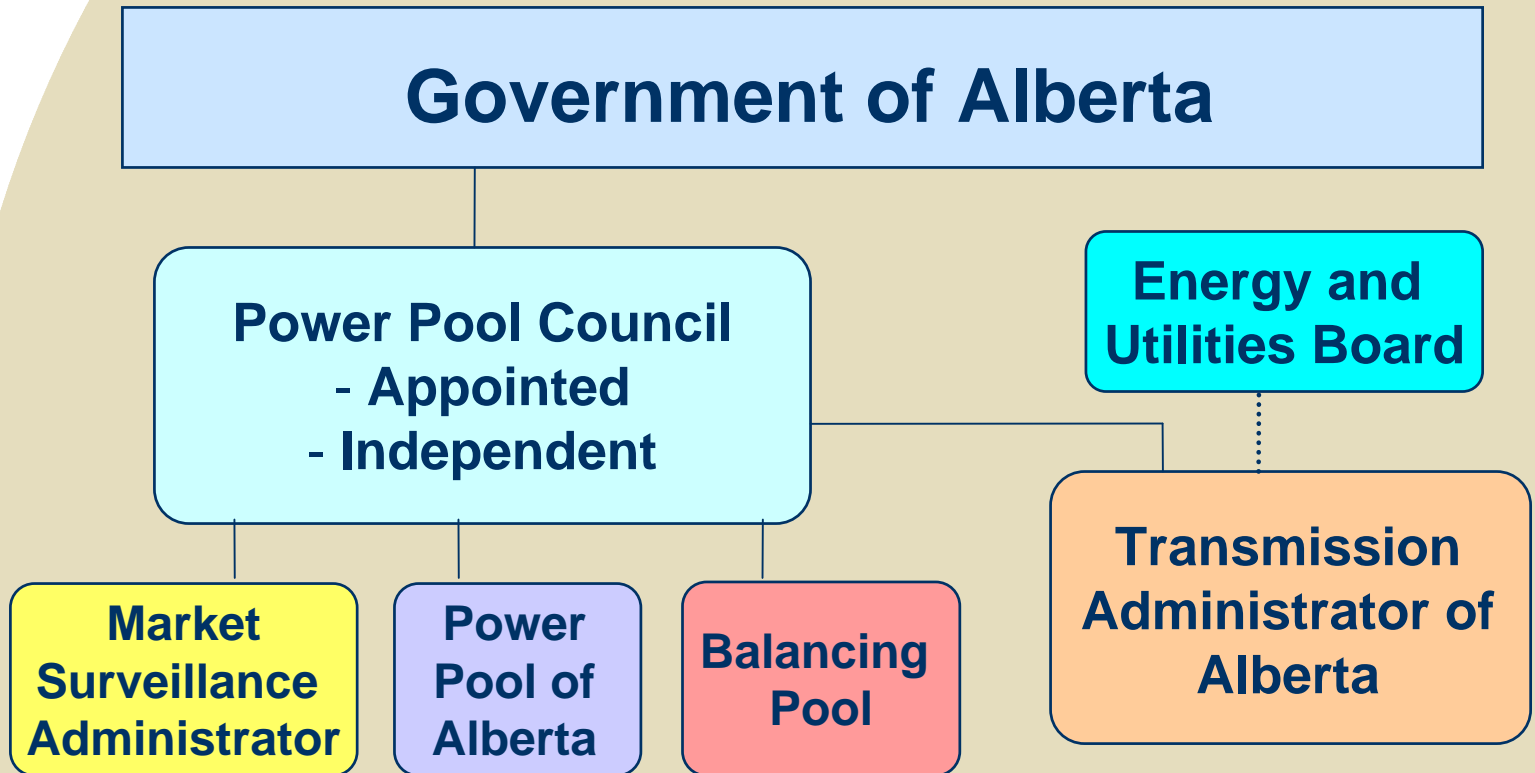 Government of Alberta
Power Pool Council
- Appointed
- Independent
Energy and
Utilities Board
Transmission
Administrator of
Alberta
Market
Surveillance
Administrator
Power
Pool of
Alberta
Balancing
Pool